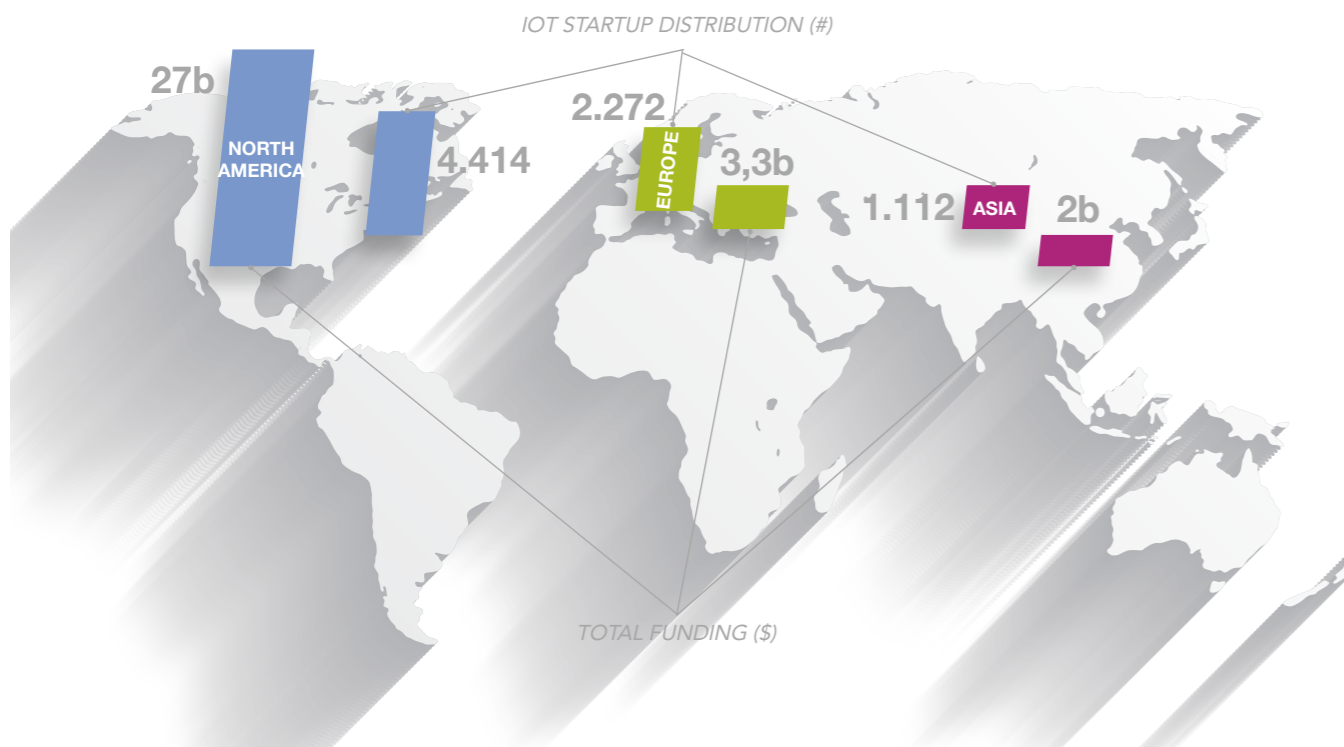 IOT STARTUP DISTRIBUTION (#)
27b
NORTH
AMERICA
4.414
2.272
EUROPE
3,3b
1.112
ASIA
2b
TOTAL FUNDING ($)